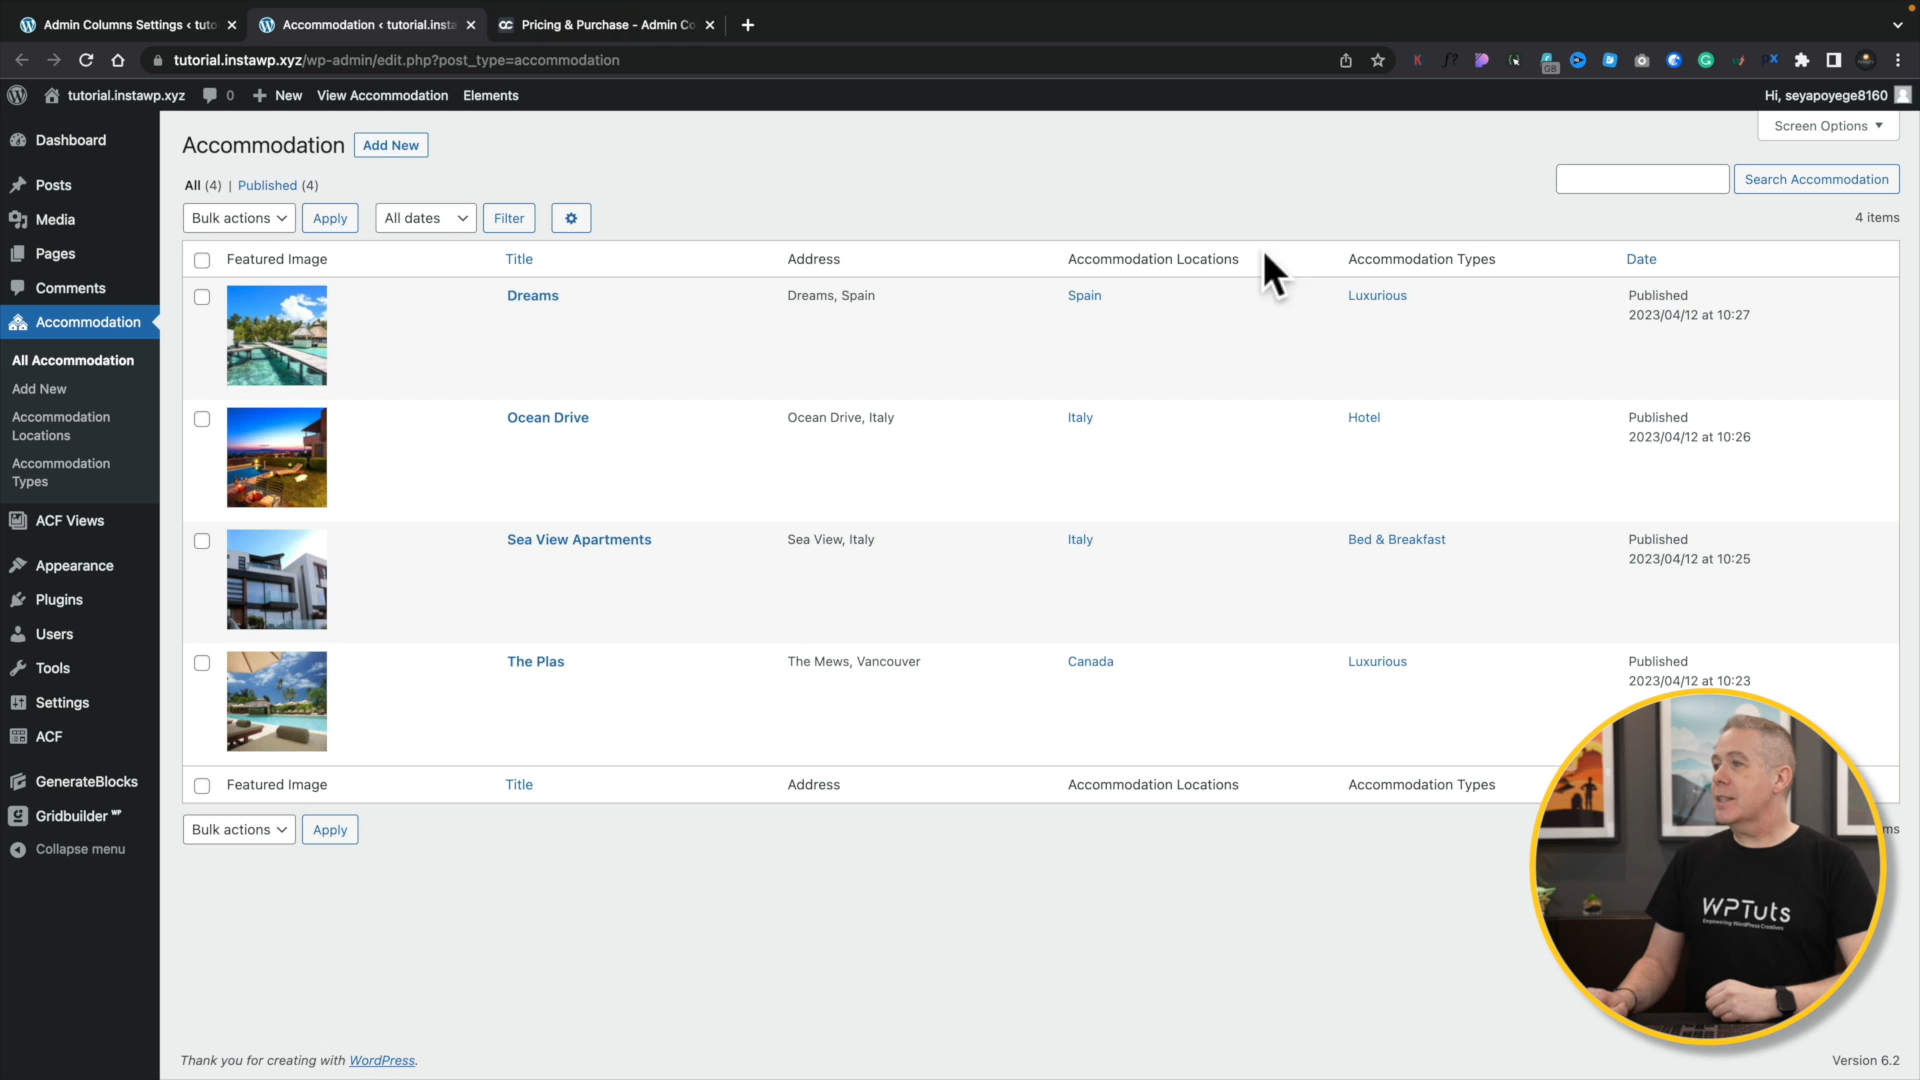 Admin Columns Settings < tuto
Accommodation < tutorial.insta
Pricing & Purchase - Admin Co
tutorial.instawp.xyz/wp-admin/edit.php?post_type=accommodation
tutorial.instawp.xyz
0
New
View Accommodation
Elements
Hi, seyapoyege8160
Dashboard
Posts
Media
Pages
Comments
Accommodation
All Accommodation
Add New
Accommodation
Locations
Accommodation
Types
ACF Views
Appearance
Plugins
Users
Tools
Settings
ACF
GenerateBlocks
Gridbuilder WP
Collapse menu
Accommodation Add New
Screen Options
All (4) | Published (4)
Search Accommodation
Bulk actions Apply All dates Filter
4 items
Featured Image Title Address Accommodation Locations Accommodation Types Date
Dreams Dreams, Spain Spain Luxurious Published
2023/04/12 at 10:27
Ocean Drive Ocean Drive, Italy Italy Hotel Published
2023/04/12 at 10:26
Sea View Apartments Sea View, Italy Italy Bed & Breakfast Published
2023/04/12 at 10:25
The Plas The Mews, Vancouver Canada Luxurious Published
2023/04/12 at 10:23
Featured Image Title Address Accommodation Locations Accommodation Types
Bulk actions Apply
ms
WPTuts
Empowering WordPress Creatives
Thank you for creating with WordPress.
Version 6.2
GB